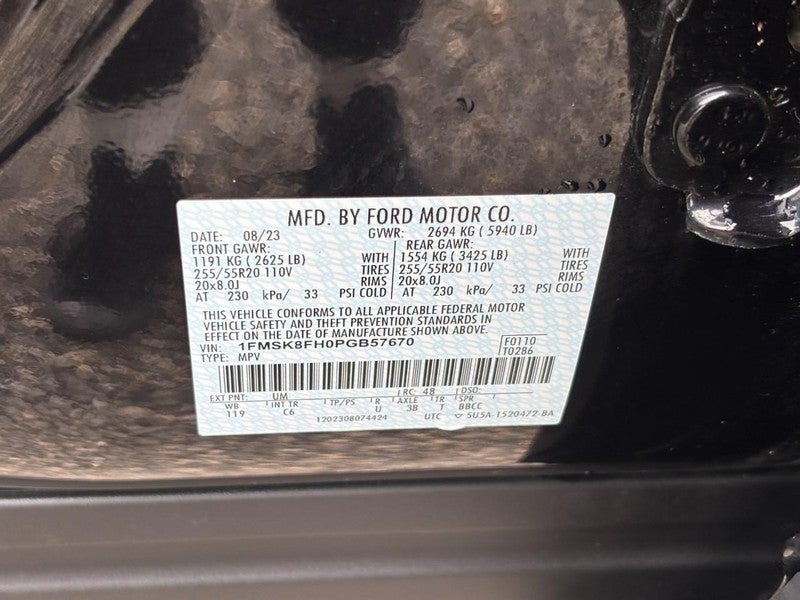 MFD. BY FORD MOTOR CO.
DATE: 08/23 GVWR: 2694 KG ( 5940 LB)
FRONT GAWR: REAR GAWR:
1191 KG ( 2625 LB) WITH 1554 KG ( 3425 LB) WITH
255/55R20 110V TIRES 255/55R20 110V TIRES
20x8.0J RIMS 20x8.0J RIMS
AT 230 kPa/ 33 PSI COLD AT 230 kPa/ 33 PSI COLD
THIS VEHICLE CONFORMS TO ALL APPLICABLE FEDERAL MOTOR
VEHICLE SAFETY AND THEFT PREVENTION STANDARDS IN
EFFECT ON THE DATE OF MANUFACTURE SHOWN ABOVE.
VIN: 1FMSK8FH0PGB57670 F0110
TYPE: MPV T0286
EXT PNT: UM RC: 48 DSO:
WB INT TR TP/PS R AXLE TR SPR
119 C6 U 3B T BBCC
1202308074424 UTC 5U5A-1520472-BA